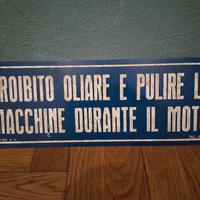 ROIBITO OLIARE E PULIRE L
MACCHINE DURANTE IL MOT